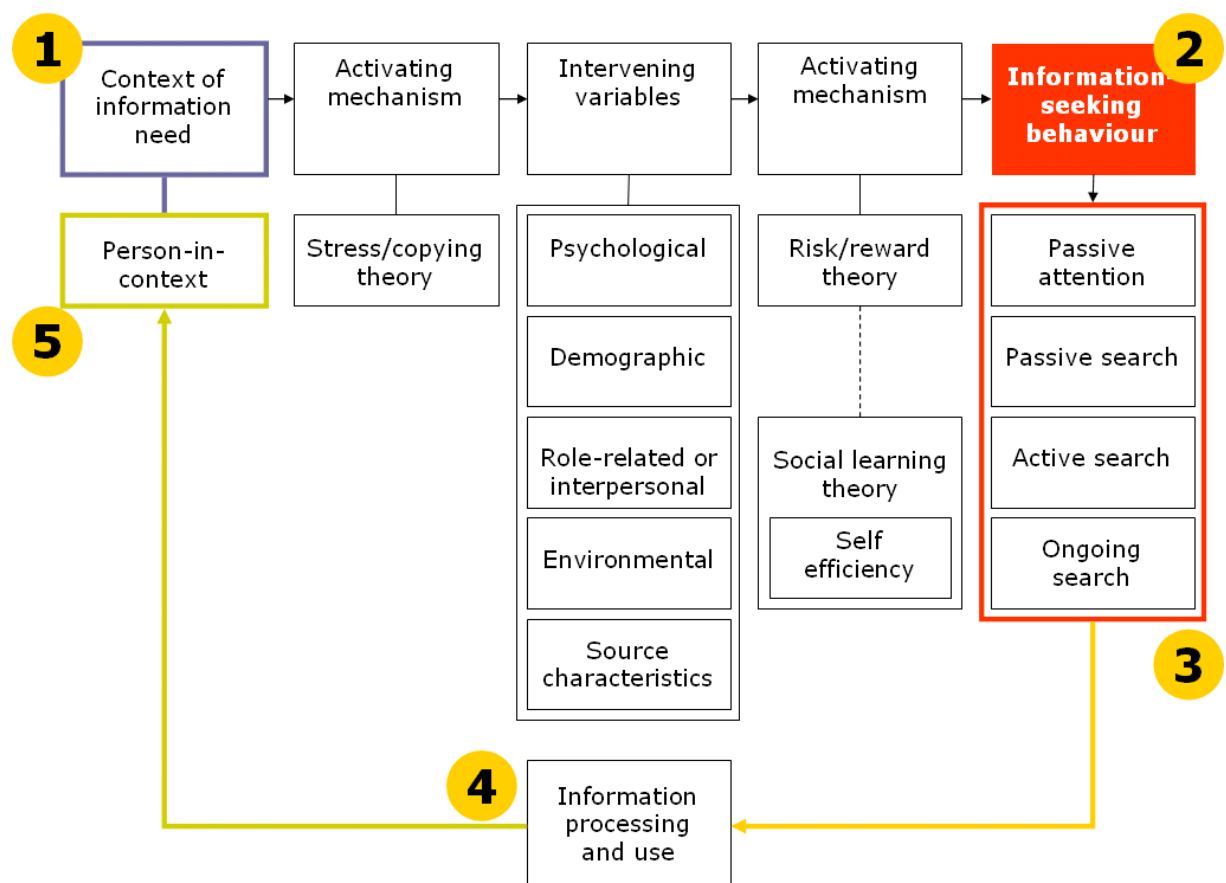 1
Context of
information
need
Activating
mechanism
Intervening
variables
Activating
mechanism
2
Information-
seeking
behaviour
Person-in-
context
5
Stress/copying
theory
Psychological
Demographic
Role-related or
interpersonal
Environmental
Source
characteristics
Risk/reward
theory
Social learning
theory
Self
efficiency
Passive
attention
Passive search
Active search
Ongoing
search
3
4
Information
processing
and use